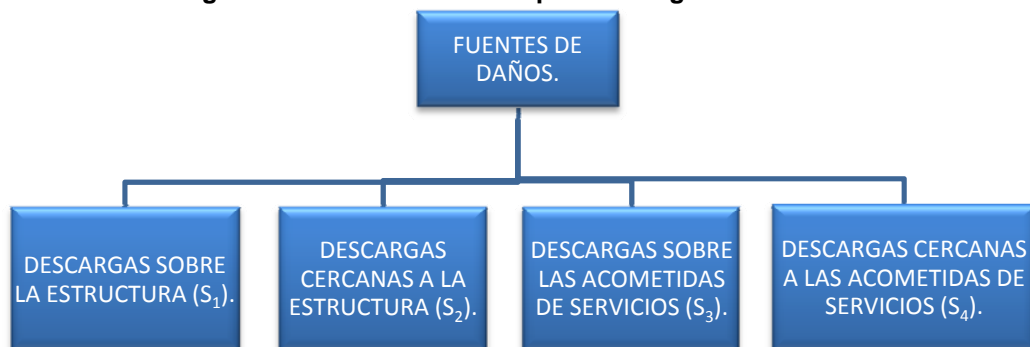 FUENTES DE
DAÑOS.
DESCARGAS SOBRE
LA ESTRUCTURA (S₁).
DESCARGAS
CERCANAS A LA
ESTRUCTURA (S₂).
DESCARGAS SOBRE
LAS ACOMETIDAS
DE SERVICIOS (S₃).
DESCARGAS CERCANAS
A LAS ACOMETIDAS DE
SERVICIOS (S₄).